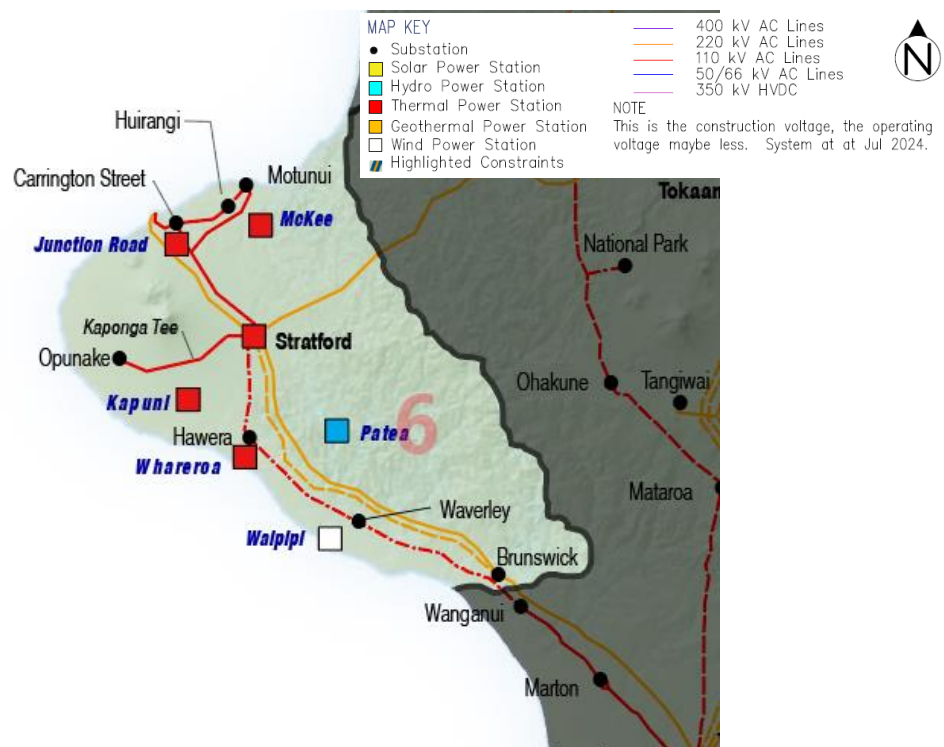 MAP KEY
Substation
Solar Power Station
Hydro Power Station
Thermal Power Station
Geothermal Power Station
Wind Power Station
Highlighted Constraints
400 kV AC Lines
220 kV AC Lines
110 kV AC Lines
50/66 kV AC Lines
350 kV HVDC
NOTE
This is the construction voltage, the operating
voltage maybe less. System at at Jul 2024.
N
Huirangi
Carrington Street
Motunui
McKee
Junction Road
Tokaan
National Park
Kaponga Tee
Stratford
Opunake
Ohakune
Tangiwai
Kapuni
6
Patea
Hawera
Whareroa
Mataroa
Waverley
Waipipi
Brunswick
Wanganui
Marton